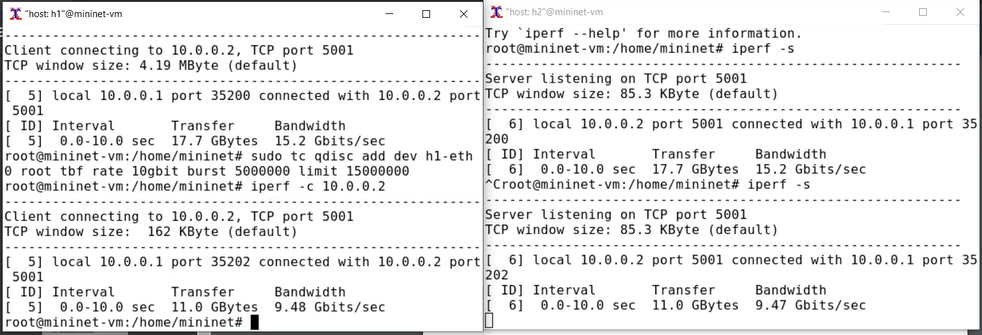 "host: h1"@mininet-vm
Client connecting to 10.0.0.2, TCP port 5001
TCP window size: 4.19 MByte (default)
------------------------------------------------------------
[  5] local 10.0.0.1 port 35200 connected with 10.0.0.2 port
 5001
[ ID] Interval       Transfer     Bandwidth
[  5]  0.0-10.0 sec  17.7 GBytes  15.2 Gbits/sec
root@mininet-vm:/home/mininet# sudo tc qdisc add dev h1-eth
0 root tbf rate 10gbit burst 5000000 limit 15000000
root@mininet-vm:/home/mininet# iperf -c 10.0.0.2
------------------------------------------------------------
Client connecting to 10.0.0.2, TCP port 5001
TCP window size:  162 KByte (default)
------------------------------------------------------------
[  5] local 10.0.0.1 port 35202 connected with 10.0.0.2 port
 5001
[ ID] Interval       Transfer     Bandwidth
[  5]  0.0-10.0 sec  11.0 GBytes  9.48 Gbits/sec
root@mininet-vm:/home/mininet#
"host: h2"@mininet-vm
Try `iperf --help' for more information.
root@mininet-vm:/home/mininet# iperf -s
------------------------------------------------------------
Server listening on TCP port 5001
TCP window size: 85.3 KByte (default)
------------------------------------------------------------
[  6] local 10.0.0.2 port 5001 connected with 10.0.0.1 port 35
200
[ ID] Interval       Transfer     Bandwidth
[  6]  0.0-10.0 sec  17.7 GBytes  15.2 Gbits/sec
^Croot@mininet-vm:/home/mininet# iperf -s
------------------------------------------------------------
Server listening on TCP port 5001
TCP window size: 85.3 KByte (default)
------------------------------------------------------------
[  6] local 10.0.0.2 port 5001 connected with 10.0.0.1 port 35
202
[ ID] Interval       Transfer     Bandwidth
[  6]  0.0-10.0 sec  11.0 GBytes  9.47 Gbits/sec